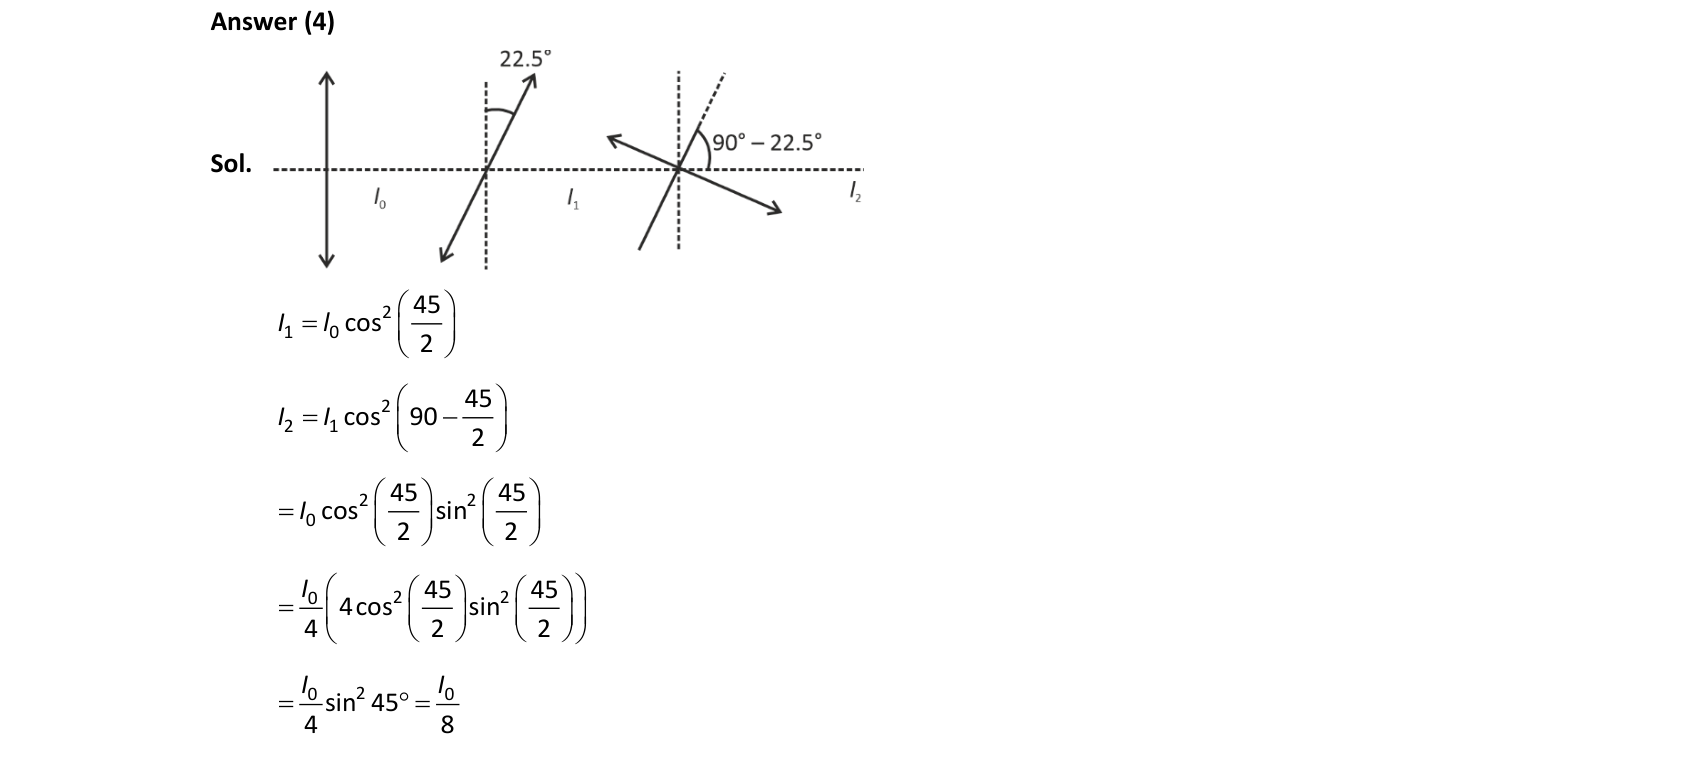 Answer (4)
22.5°
90° – 22.5°
Sol.
I₀ I₁ I₂
I₁ = I₀ cos² (45/2)
I₂ = I₁ cos² (90 – 45/2)
= I₀ cos² (45/2) sin² (45/2)
= I₀/4 (4 cos² (45/2) sin² (45/2))
= I₀/4 sin² 45° = I₀/8